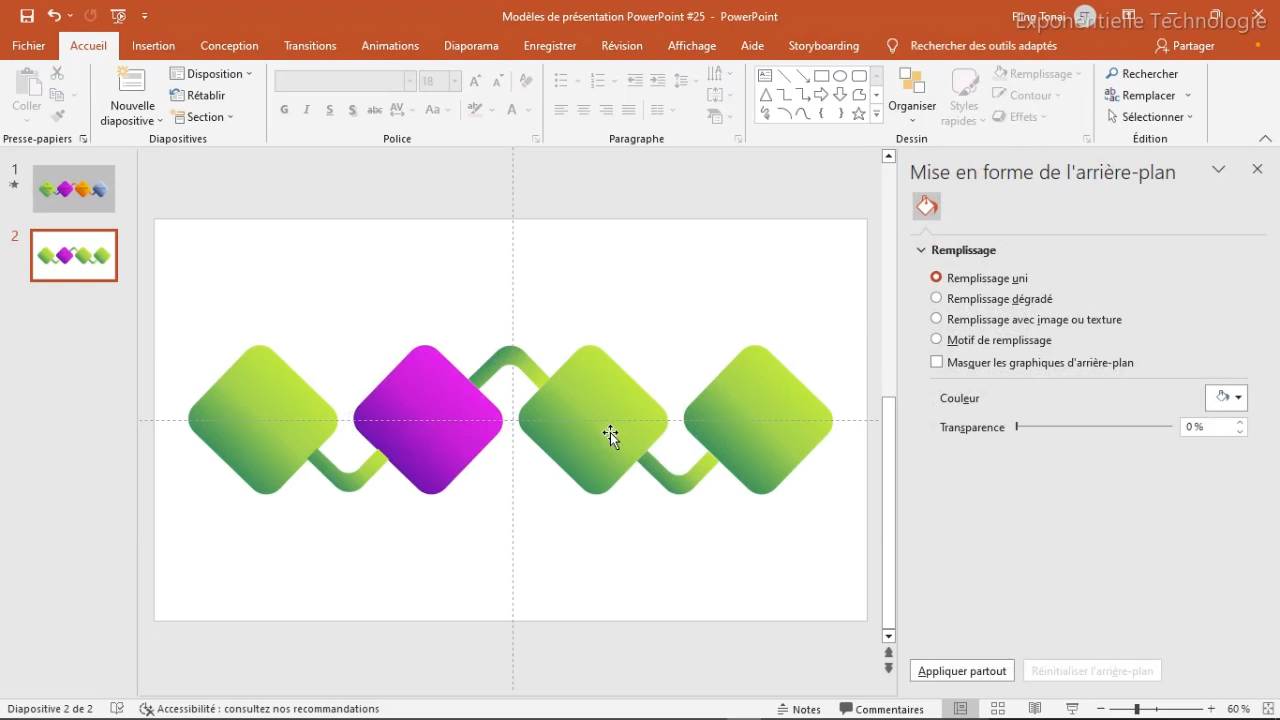 Modèles de présentation PowerPoint #25 - PowerPoint
Exponentielle Technologie
Fichier Accueil Insertion Conception Transitions Animations Diaporama Enregistrer Révision Affichage Aide Storyboarding Rechercher des outils adaptés Partager
Coller
Nouvelle diapositive
Disposition
Rétablir
Section
18
Organiser
Styles rapides
Remplissage
Contour
Effets
Rechercher
Remplacer
Sélectionner
Presse-papiers Diapositives Police Paragraphe Dessin Édition
1
2
Mise en forme de l'arrière-plan
Remplissage
Remplissage uni
Remplissage dégradé
Remplissage avec image ou texture
Motif de remplissage
Masquer les graphiques d'arrière-plan
Couleur
Transparence 0 %
Appliquer partout Réinitialiser l'arrière-plan
Diapositive 2 de 2 Accessibilité : consultez nos recommandations Notes Commentaires 60 %